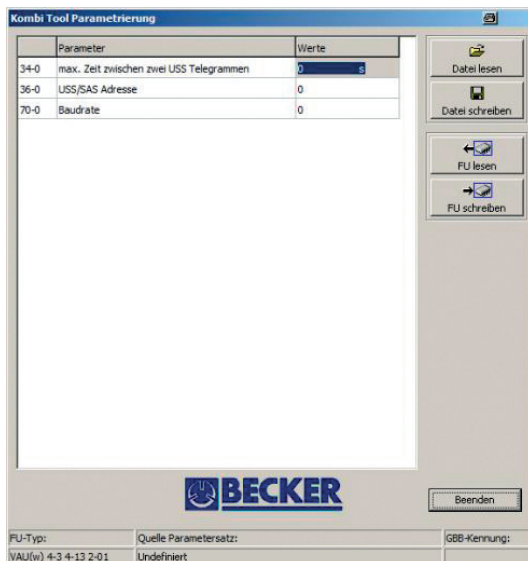 Kombi Tool Parametrierung
Parameter Werte
34-0 max. Zeit zwischen zwei USS Telegrammen 0 s
36-0 USS/SAS Adresse 0
70-0 Baudrate 0
Datei lesen
Datei schreiben
FU lesen
FU schreiben
BECKER
Beenden
FU-Typ: Quelle Parametersatz: GBB-Kennung:
VAU(w) 4-3 4-13 2-01 Undefiniert